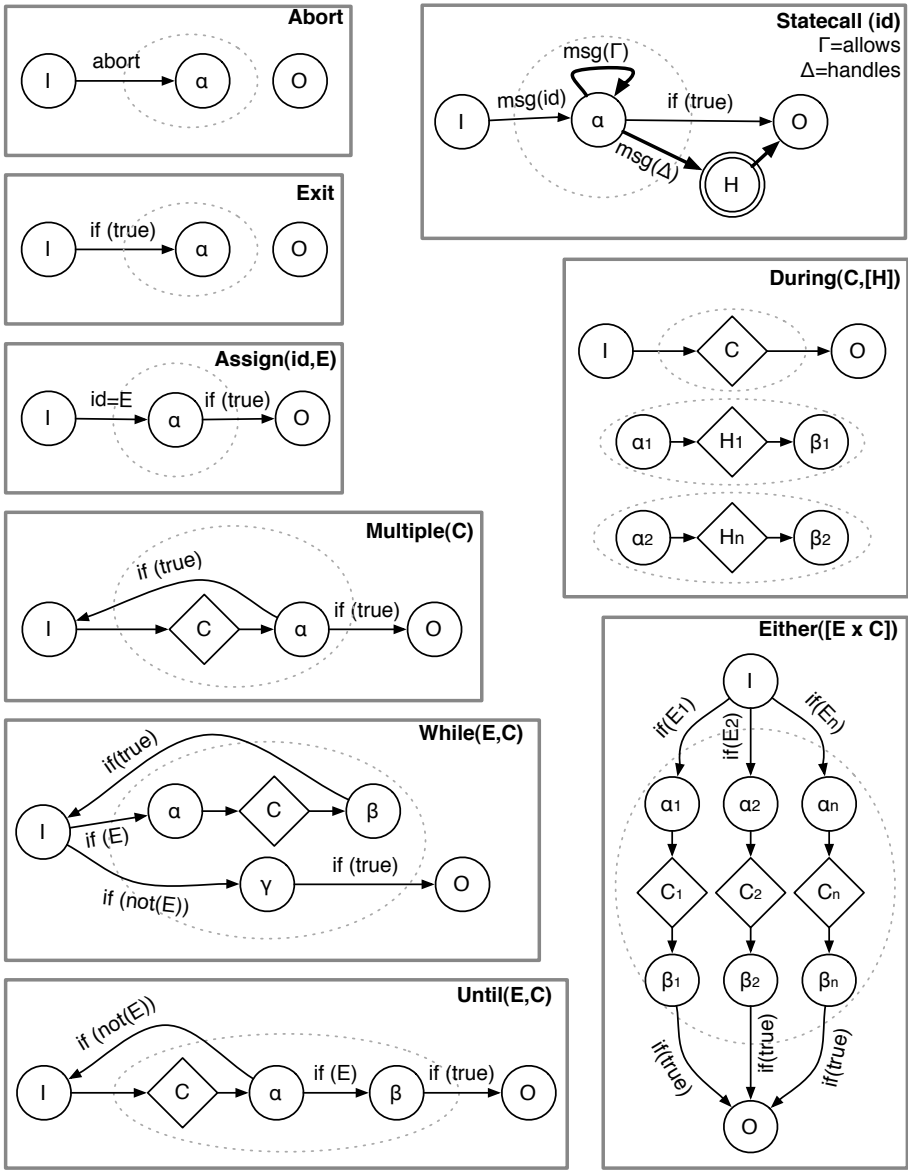 Abort
I
abort
α
O
Exit
I
if (true)
α
O
Assign(id,E)
I
id=E
α
if (true)
O
Multiple(C)
if (true)
I
C
α
if (true)
O
While(E,C)
if(true)
I
if (E)
α
C
β
if (not(E))
γ
if (true)
O
Until(E,C)
if (not(E))
I
C
α
if (E)
β
if (true)
O
Statecall (id)
Γ=allows
Δ=handles
msg(Γ)
I
msg(id)
α
if (true)
O
msg(Δ)
H
During(C,[H])
I
C
O
α1
H1
β1
α2
Hn
β2
Either([E x C])
I
if(E1)
if(E2)
if(En)
α1
α2
αn
C1
C2
Cn
β1
β2
βn
if(true)
if(true)
if(true)
O